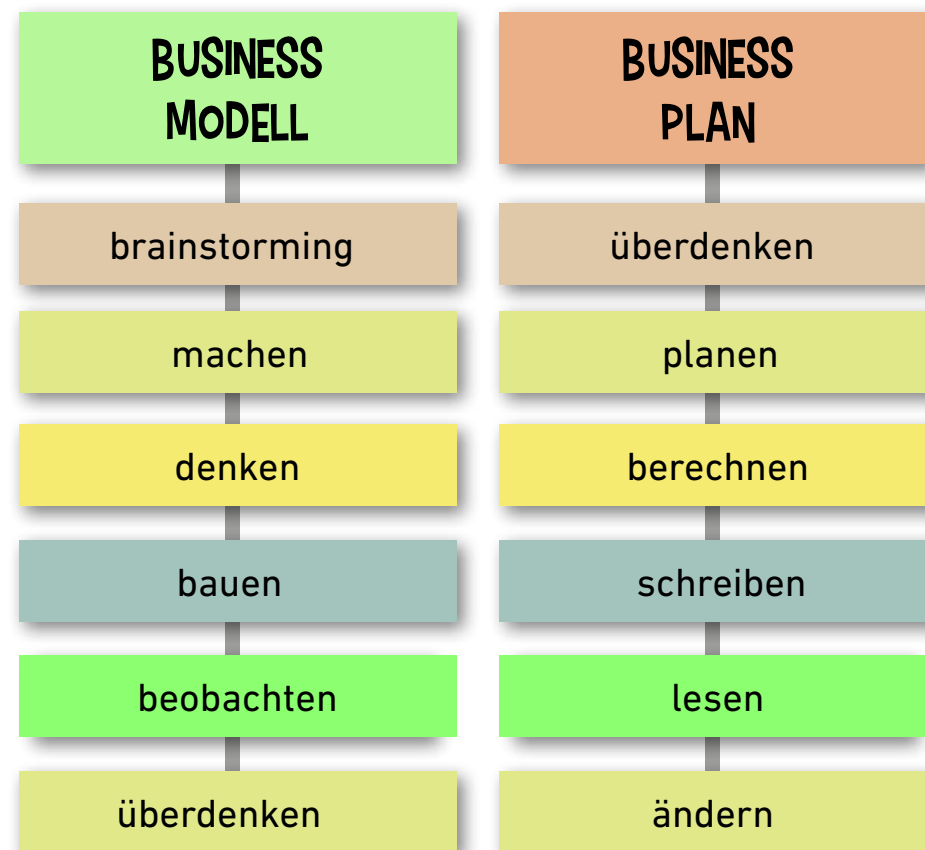 BUSINESS
MODELL
brainstorming
machen
denken
bauen
beobachten
überdenken
BUSINESS
PLAN
überdenken
planen
berechnen
schreiben
lesen
ändern